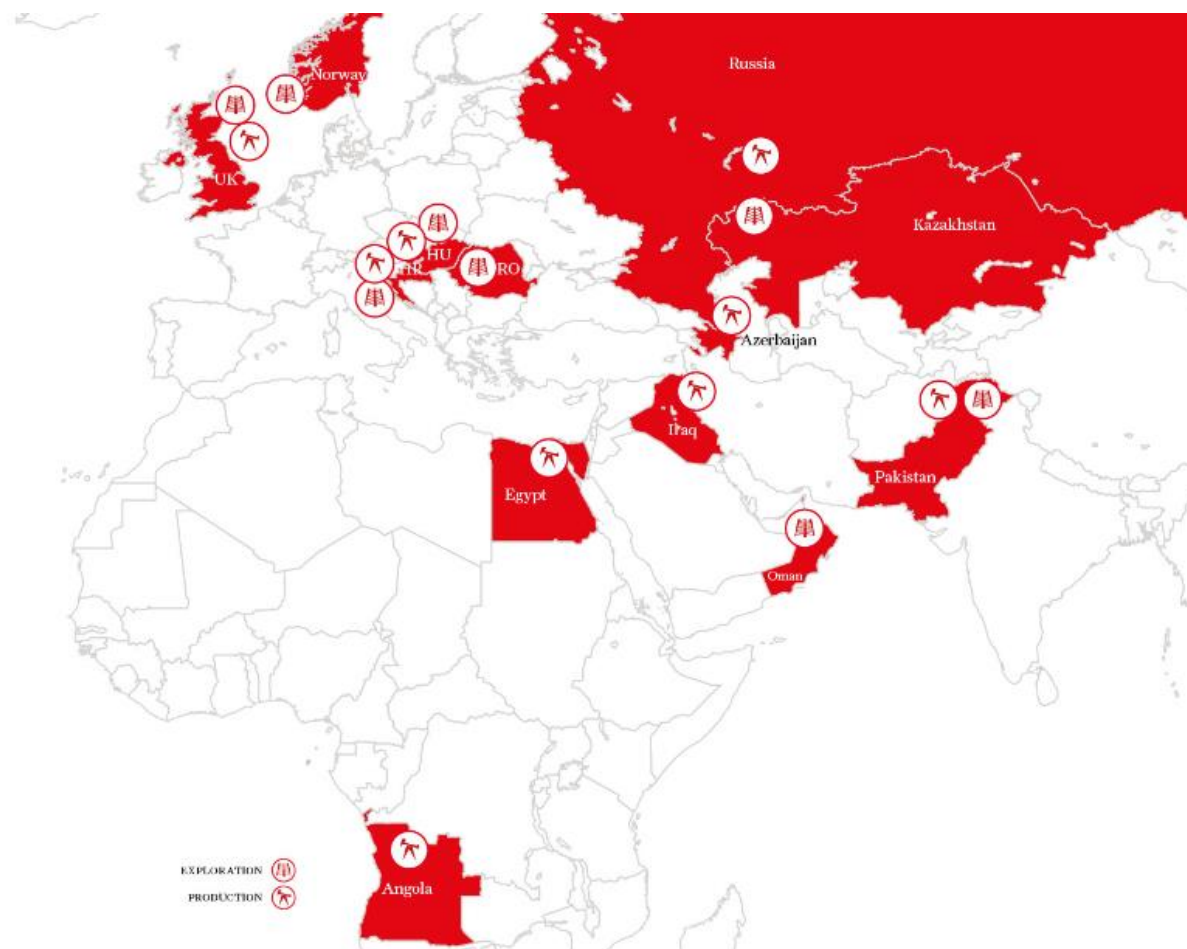 Norway
Russia
UK
Kazakhstan
HU
HR
RO
Azerbaijan
Iraq
Pakistan
Egypt
Oman
EXPLORATION
PRODUCTION
Angola